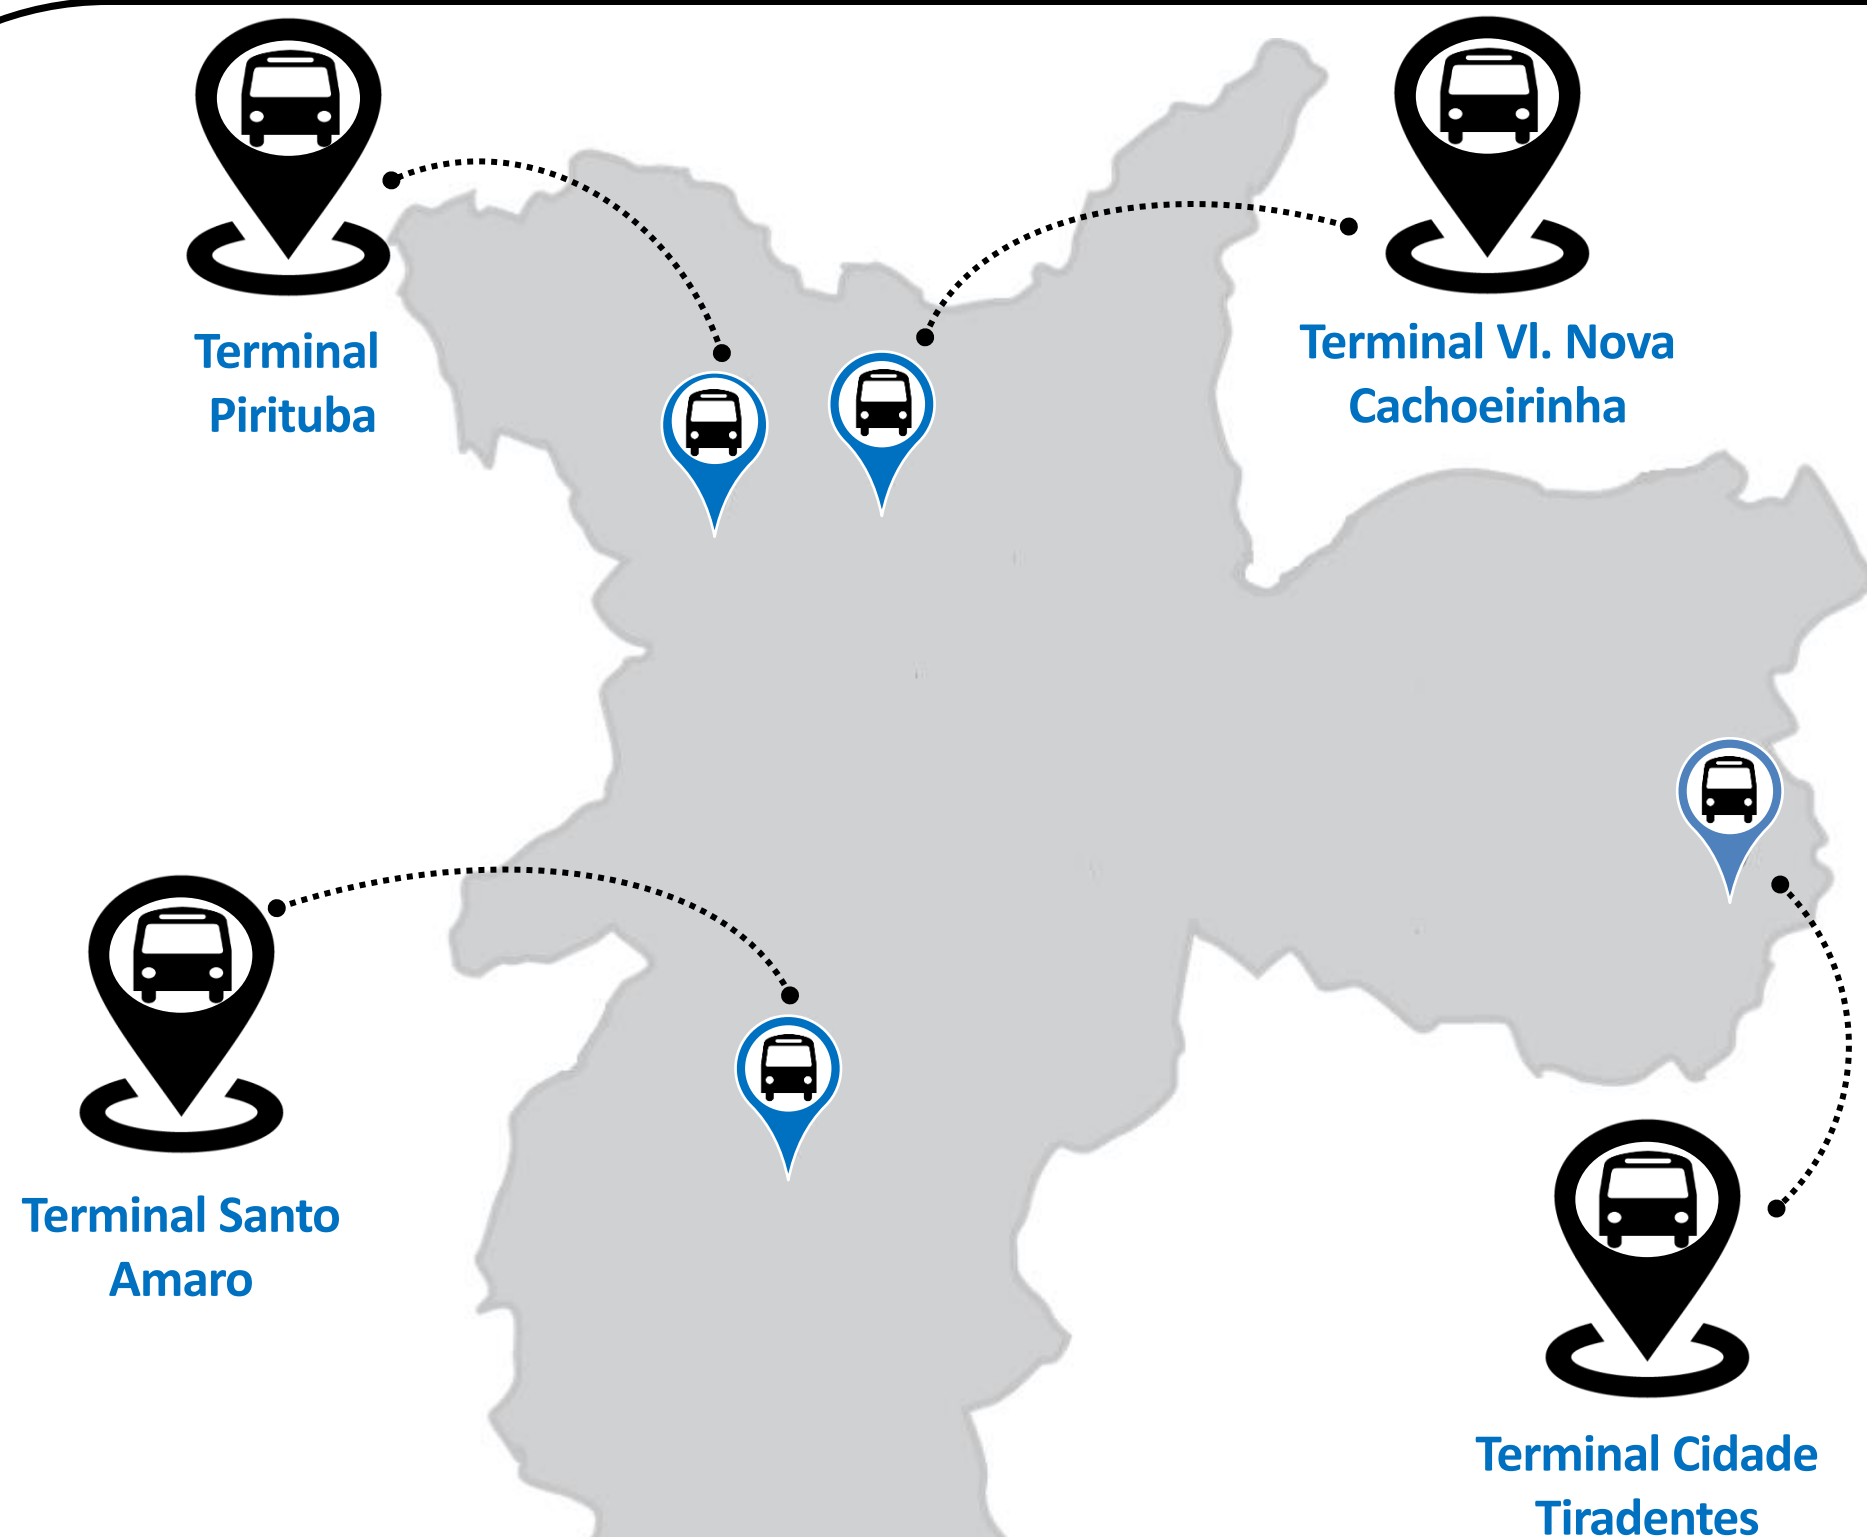 Terminal
Pirituba
Terminal Vl. Nova
Cachoeirinha
Terminal Santo
Amaro
Terminal Cidade
Tiradentes